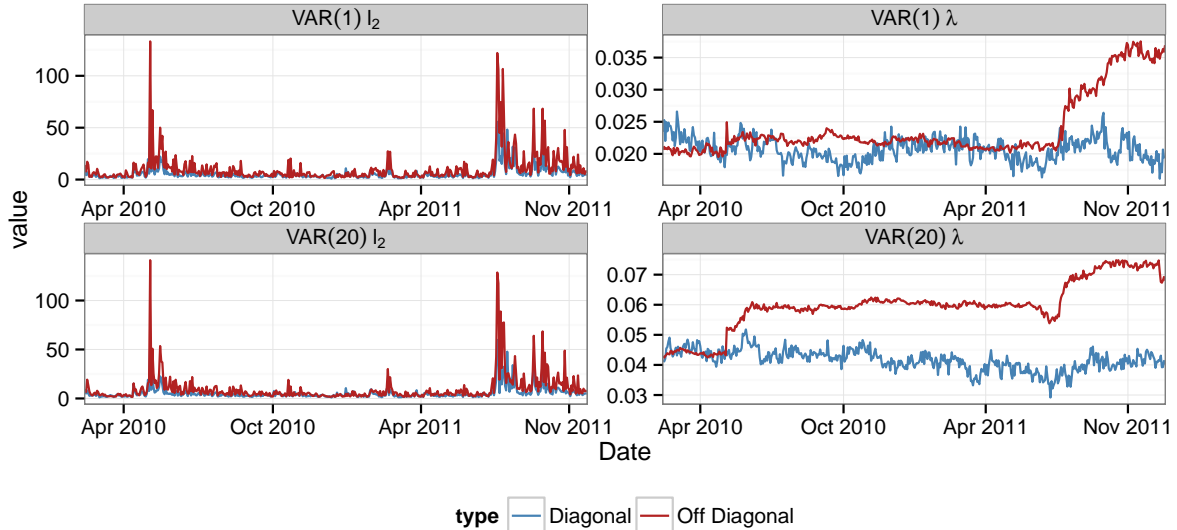 VAR(1) l₂
VAR(1) λ
100
50
0
0.035
0.030
0.025
0.020
Apr 2010
Oct 2010
Apr 2011
Nov 2011
Apr 2010
Oct 2010
Apr 2011
Nov 2011
value
VAR(20) l₂
VAR(20) λ
100
50
0
0.07
0.06
0.05
0.04
0.03
Apr 2010
Oct 2010
Apr 2011
Nov 2011
Apr 2010
Oct 2010
Apr 2011
Nov 2011
Date
type Diagonal Off Diagonal